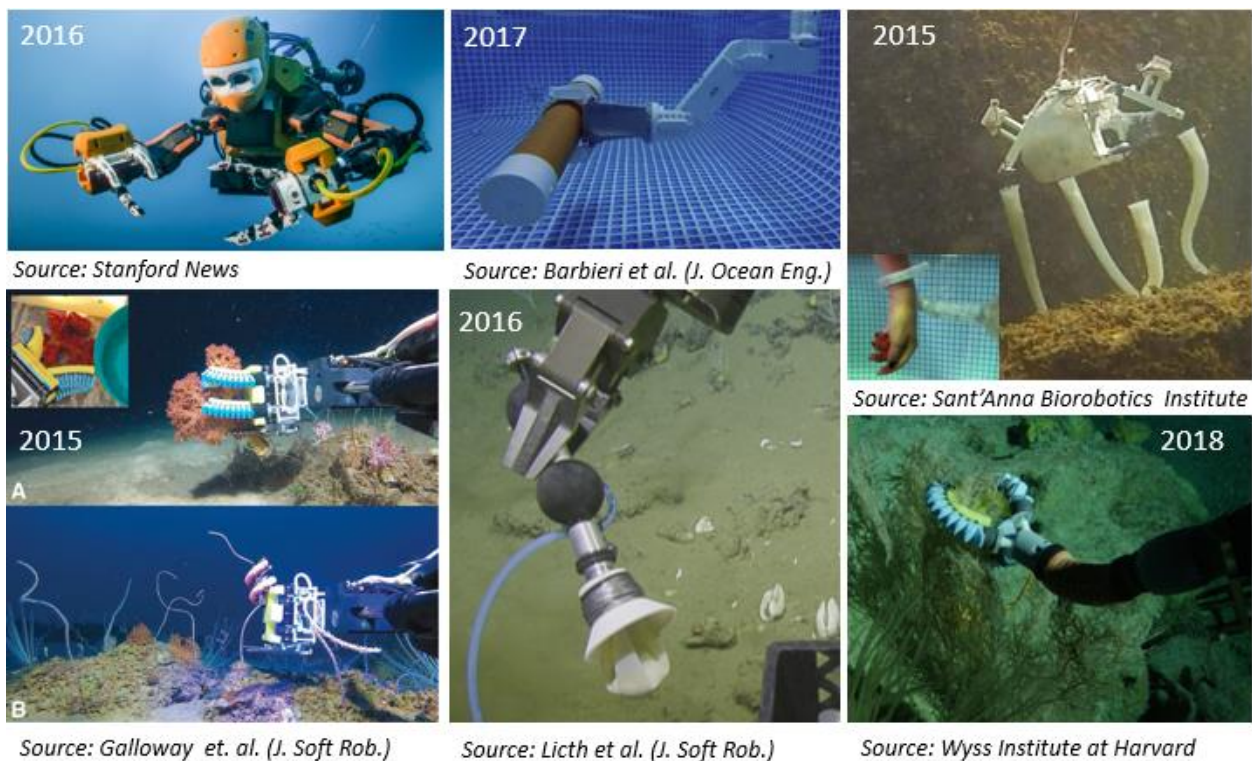 2016
2017
2015
Source: Stanford News
Source: Barbieri et al. (J. Ocean Eng.)
2016
Source: Sant'Anna Biorobotics Institute
2015
A
2018
B
Source: Galloway et. al. (J. Soft Rob.)
Source: Licth et al. (J. Soft Rob.)
Source: Wyss Institute at Harvard